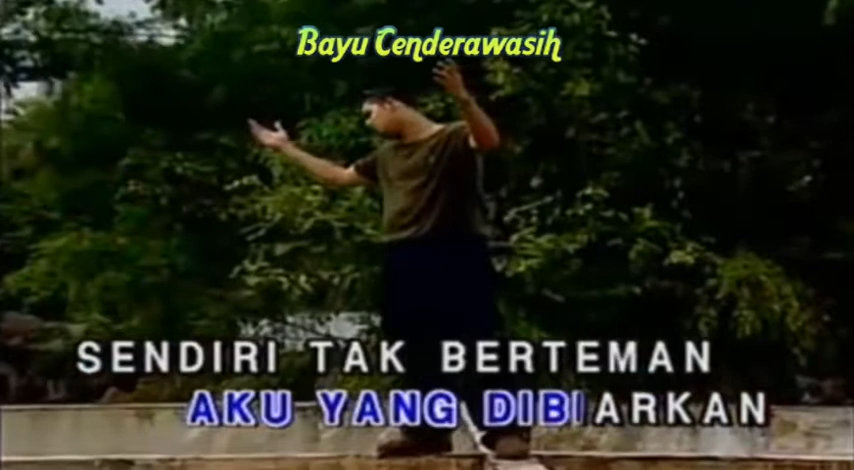 Bayu Cenderawasih
SENDIRI TAK BERTEMAN
AKU YANG DIBIARKAN